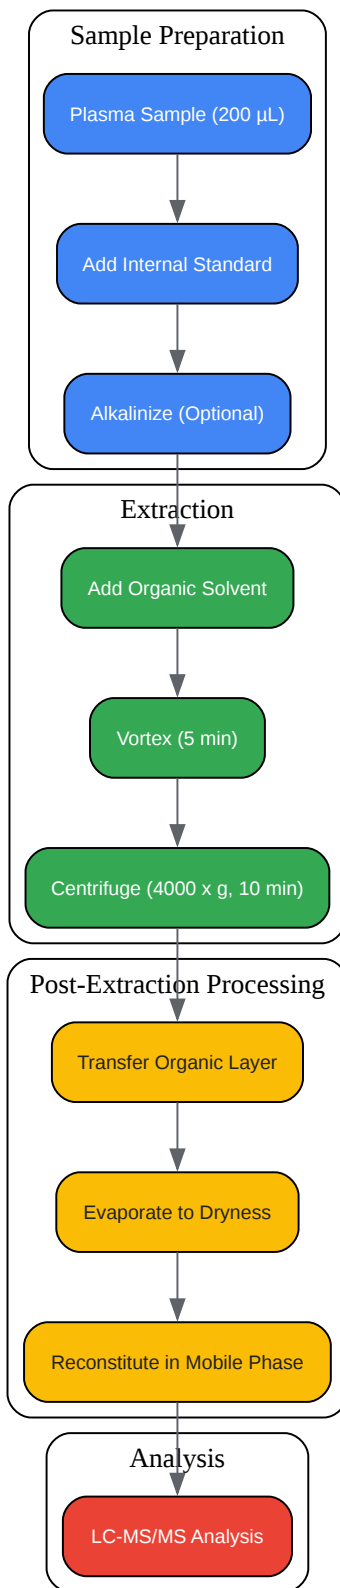 Sample Preparation
Plasma Sample (200 µL)
Add Internal Standard
Alkalinize (Optional)
Extraction
Add Organic Solvent
Vortex (5 min)
Centrifuge (4000 x g, 10 min)
Post-Extraction Processing
Transfer Organic Layer
Evaporate to Dryness
Reconstitute in Mobile Phase
Analysis
LC-MS/MS Analysis